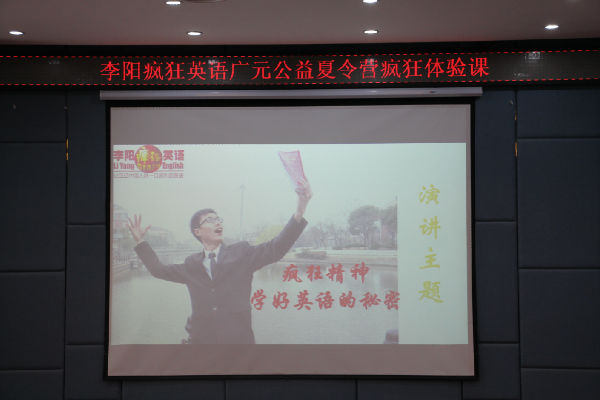 李阳疯狂英语广元公益夏令营疯狂体验课
李阳疯狂英语
Li Yang
English
演讲主题
疯狂精神
学好英语的秘密